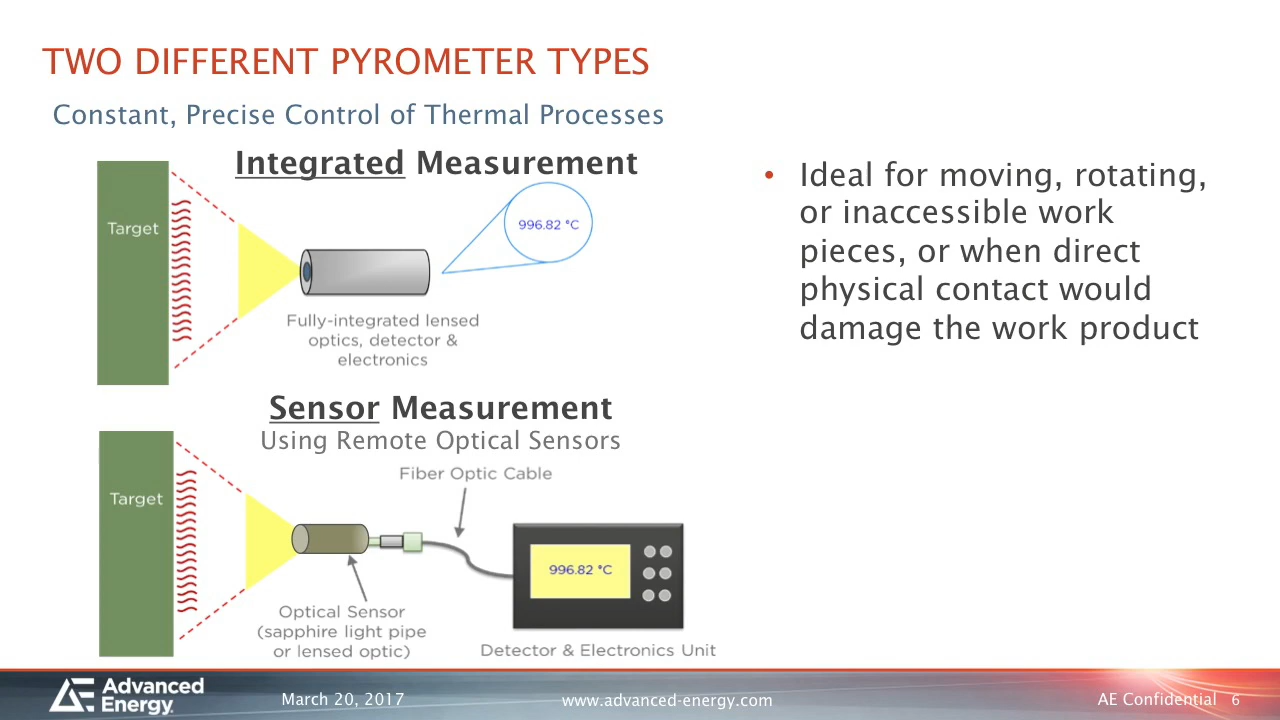 TWO DIFFERENT PYROMETER TYPES
Constant, Precise Control of Thermal Processes
Integrated Measurement
Target
996.82 °C
Fully-integrated lensed
optics, detector &
electronics
Sensor Measurement
Using Remote Optical Sensors
Fiber Optic Cable
Target
996.82 °C
Optical Sensor
(sapphire light pipe
or lensed optic)
Detector & Electronics Unit
• Ideal for moving, rotating,
or inaccessible work
pieces, or when direct
physical contact would
damage the work product
AE Advanced
Energy
March 20, 2017
www.advanced-energy.com
AE Confidential 6